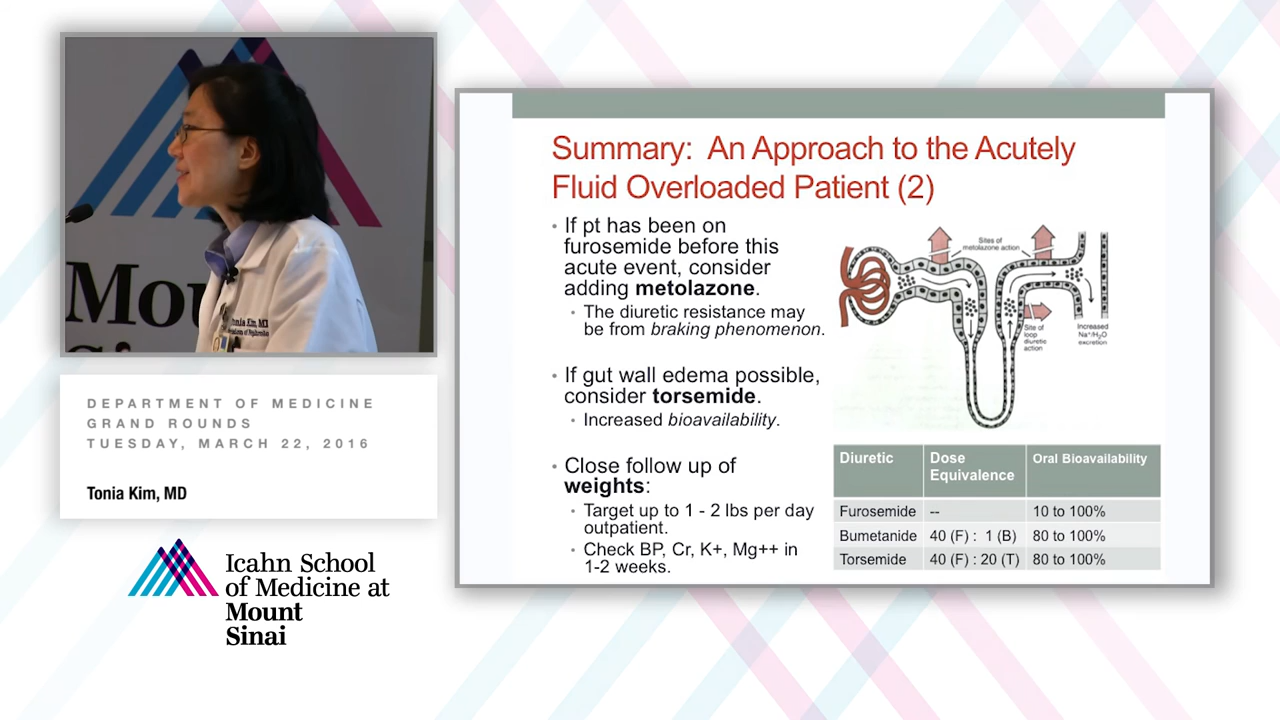 Mou
Tonia Kim, MD
DEPARTMENT OF MEDICINE
GRAND ROUNDS
TUESDAY, MARCH 22, 2016
Tonia Kim, MD
Icahn School
of Medicine at
Mount
Sinai
Summary: An Approach to the Acutely
Fluid Overloaded Patient (2)
• If pt has been on
furosemide before this
acute event, consider
adding metolazone.
• The diuretic resistance may
be from braking phenomenon.
• If gut wall edema possible,
consider torsemide.
• Increased bioavailability.
• Close follow up of
weights:
• Target up to 1 - 2 lbs per day
outpatient.
• Check BP, Cr, K+, Mg++ in
1-2 weeks.
Sites of
metolazone action
Site of
loop
diuretic
action
Increased
Na+/H2O
excretion
Diuretic Dose Equivalence Oral Bioavailability
Furosemide -- 10 to 100%
Bumetanide 40 (F) : 1 (B) 80 to 100%
Torsemide 40 (F) : 20 (T) 80 to 100%